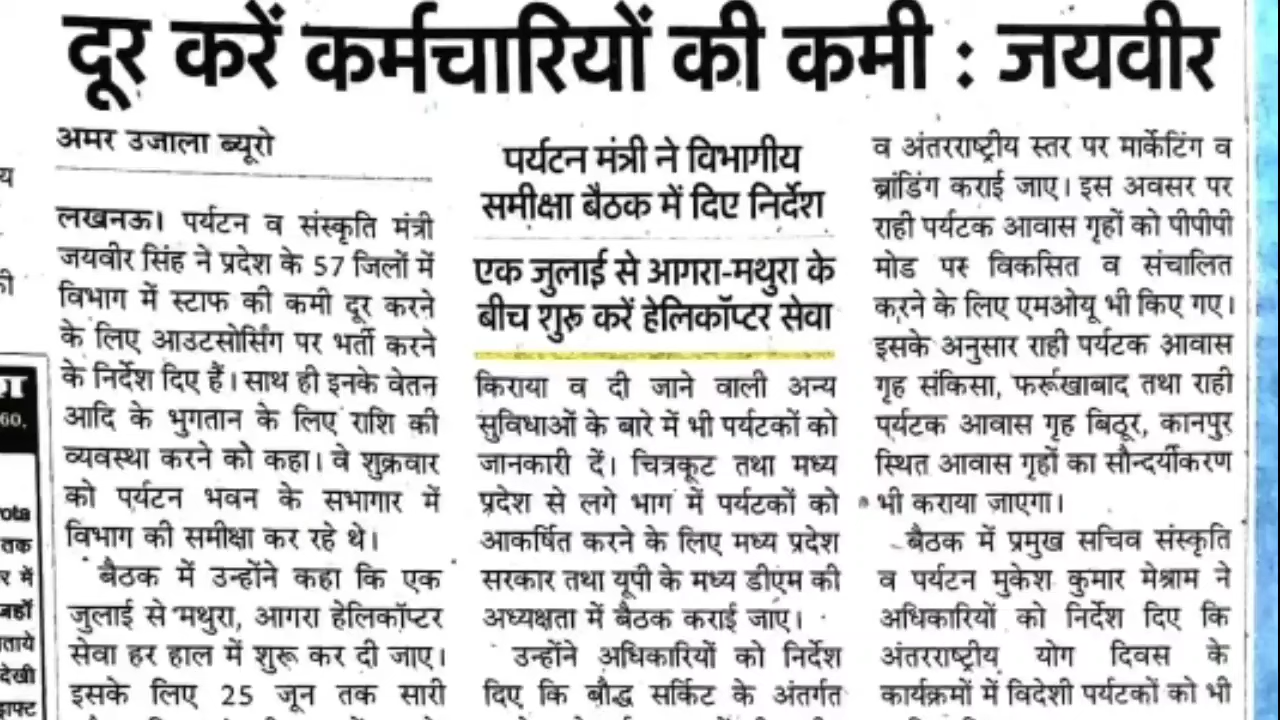 दूर करें कर्मचारियों की कमी : जयवीर
अमर उजाला ब्यूरो
लखनऊ। पर्यटन व संस्कृति मंत्री
जयवीर सिंह ने प्रदेश के 57 जिलों में
विभाग में स्टाफ की कमी दूर करने
के लिए आउटसोर्सिंग पर भर्ती करने
के निर्देश दिए हैं। साथ ही इनके वेतन
आदि के भुगतान के लिए राशि की
व्यवस्था करने को कहा। वे शुक्रवार
को पर्यटन भवन के सभागार में
विभाग की समीक्षा कर रहे थे।
बैठक में उन्होंने कहा कि एक
जुलाई से मथुरा, आगरा हेलिकॉप्टर
सेवा हर हाल में शुरू कर दी जाए।
इसके लिए 25 जून तक सारी
पर्यटन मंत्री ने विभागीय
समीक्षा बैठक में दिए निर्देश
एक जुलाई से आगरा-मथुरा के
बीच शुरू करें हेलिकॉप्टर सेवा
किराया व दी जाने वाली अन्य
सुविधाओं के बारे में भी पर्यटकों को
जानकारी दें। चित्रकूट तथा मध्य
प्रदेश से लगे भाग में पर्यटकों को
आकर्षित करने के लिए मध्य प्रदेश
सरकार तथा यूपी के मध्य डीएम की
अध्यक्षता में बैठक कराई जाए।
उन्होंने अधिकारियों को निर्देश
दिए कि बौद्ध सर्किट के अंतर्गत
व अंतरराष्ट्रीय स्तर पर मार्केटिंग व
ब्रांडिंग कराई जाए। इस अवसर पर
राही पर्यटक आवास गृहों को पीपीपी
मोड पर विकसित व संचालित
करने के लिए एमओयू भी किए गए।
इसके अनुसार राही पर्यटक आवास
गृह संकिसा, फर्रूखाबाद तथा राही
पर्यटक आवास गृह बिठूर, कानपुर
स्थित आवास गृहों का सौन्दर्यीकरण
भी कराया जाएगा।
बैठक में प्रमुख सचिव संस्कृति
व पर्यटन मुकेश कुमार मेश्राम ने
अधिकारियों को निर्देश दिए कि
अंतरराष्ट्रीय योग दिवस के
कार्यक्रमों में विदेशी पर्यटकों को भी